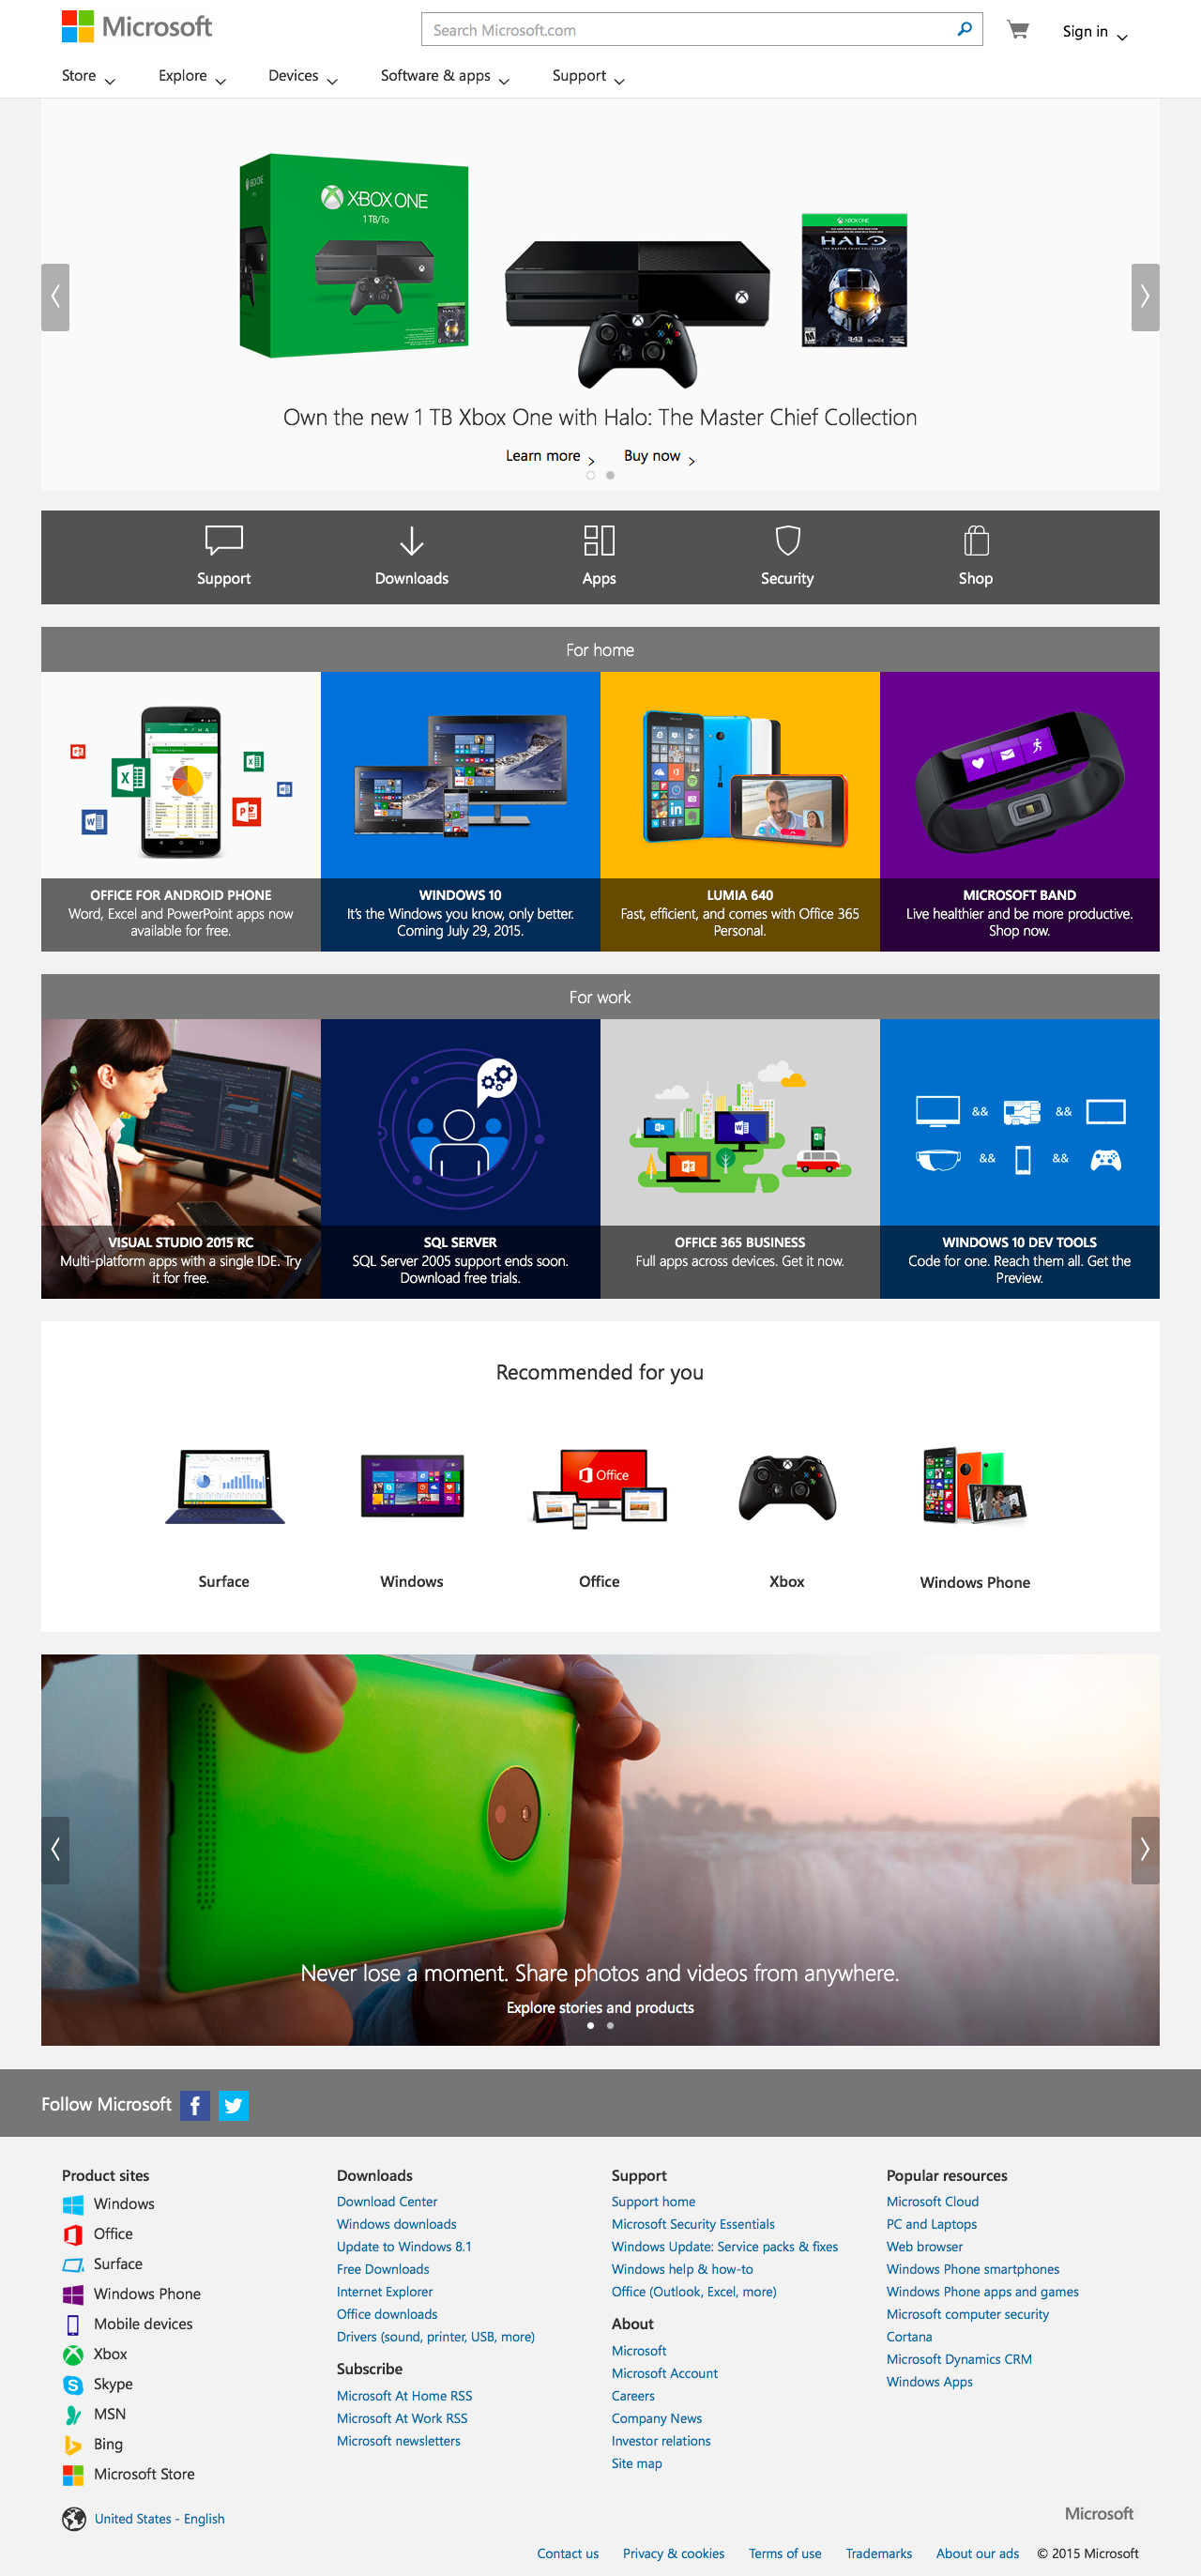 Microsoft
Search Microsoft.com
Sign in
Store
Explore
Devices
Software & apps
Support
XBOX ONE
1TB/To
XBOX ONE
HALO
THE MASTER CHIEF COLLECTION
343
Own the new 1 TB Xbox One with Halo: The Master Chief Collection
Learn more
Buy now
Support
Downloads
Apps
Security
Shop
For home
OFFICE FOR ANDROID PHONE
Word, Excel and PowerPoint apps now
available for free.
WINDOWS 10
It's the Windows you know, only better.
Coming July 29, 2015.
LUMIA 640
Fast, efficient, and comes with Office 365
Personal.
MICROSOFT BAND
Live healthier and be more productive.
Shop now.
For work
&& &&
&& &&
VISUAL STUDIO 2015 RC
Multi-platform apps with a single IDE. Try
it for free.
SQL SERVER
SQL Server 2005 support ends soon.
Download free trials.
OFFICE 365 BUSINESS
Full apps across devices. Get it now.
WINDOWS 10 DEV TOOLS
Code for one. Reach them all. Get the
Preview.
Recommended for you
Office
Surface
Windows
Office
Xbox
Windows Phone
Never lose a moment. Share photos and videos from anywhere.
Explore stories and products
Follow Microsoft
Product sites
Windows
Office
Surface
Windows Phone
Mobile devices
Xbox
Skype
MSN
Bing
Microsoft Store
Downloads
Download Center
Windows downloads
Update to Windows 8.1
Free Downloads
Internet Explorer
Office downloads
Drivers (sound, printer, USB, more)
Subscribe
Microsoft At Home RSS
Microsoft At Work RSS
Microsoft newsletters
Support
Support home
Microsoft Security Essentials
Windows Update: Service packs & fixes
Windows help & how-to
Office (Outlook, Excel, more)
About
Microsoft
Microsoft Account
Careers
Company News
Investor relations
Site map
Popular resources
Microsoft Cloud
PC and Laptops
Web browser
Windows Phone smartphones
Windows Phone apps and games
Microsoft computer security
Cortana
Microsoft Dynamics CRM
Windows Apps
United States - English
Microsoft
Contact us
Privacy & cookies
Terms of use
Trademarks
About our ads
© 2015 Microsoft